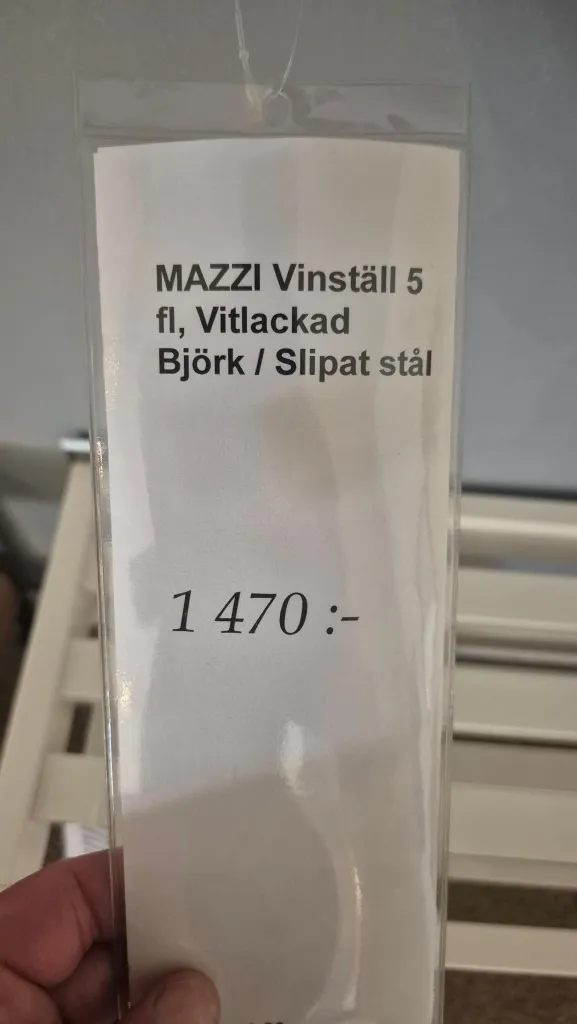 MAZZI Vinställ 5
fl, Vitlackad
Björk / Slipat stål
1 470 :-